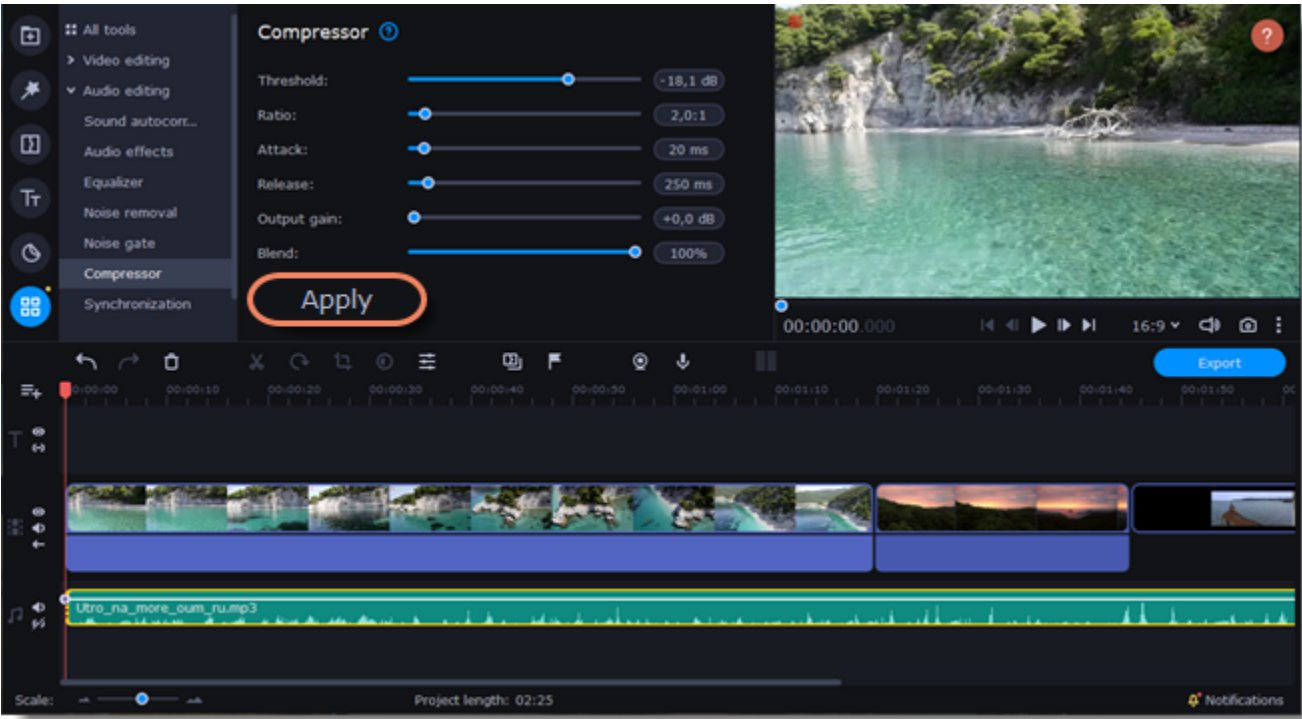 All tools
Video editing
Audio editing
Sound autocorr...
Audio effects
Equalizer
Noise removal
Noise gate
Compressor
Synchronization
Compressor ?
Threshold: -18,1 dB
Ratio: 2,0:1
Attack: 20 ms
Release: 250 ms
Output gain: +0,0 dB
Blend: 100%
Apply
?
00:00:00.000 16:9
Export
0:00:00 00:00:10 00:00:20 00:00:30 00:00:40 00:00:50 00:01:00 00:01:10 00:01:20 00:01:30 00:01:40 00:01:50 00
Utro_na_more_oum_ru.mp3
Scale: Project length: 02:25 Notifications